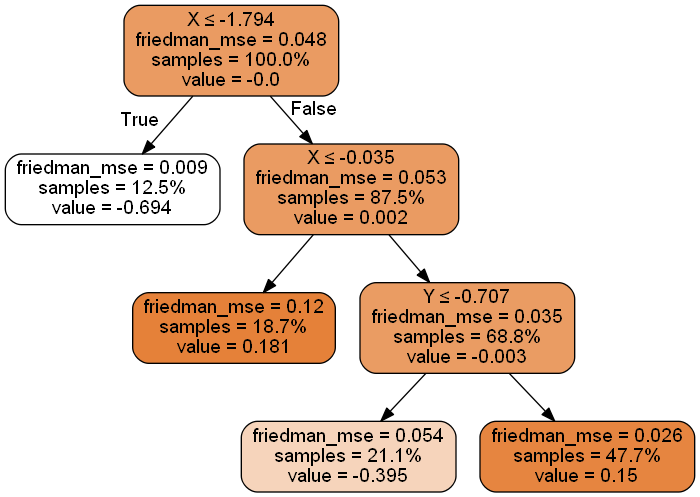 X ≤ -1.794
friedman_mse = 0.048
samples = 100.0%
value = -0.0
True
False
friedman_mse = 0.009
samples = 12.5%
value = -0.694
X ≤ -0.035
friedman_mse = 0.053
samples = 87.5%
value = 0.002
friedman_mse = 0.12
samples = 18.7%
value = 0.181
Y ≤ -0.707
friedman_mse = 0.035
samples = 68.8%
value = -0.003
friedman_mse = 0.054
samples = 21.1%
value = -0.395
friedman_mse = 0.026
samples = 47.7%
value = 0.15